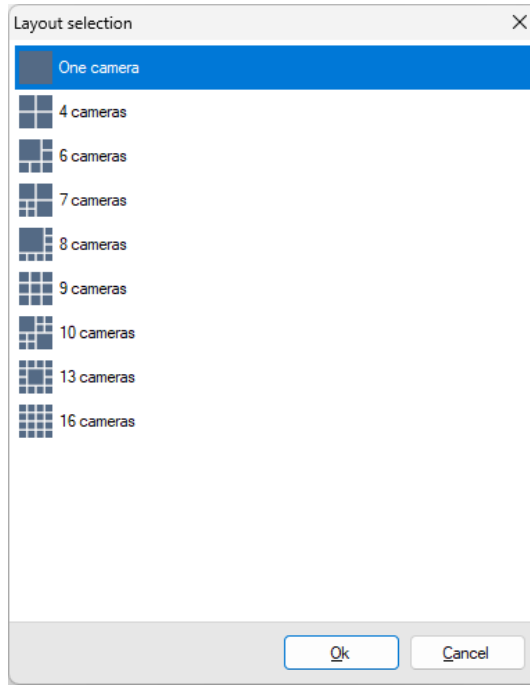 Layout selection
One camera
4 cameras
6 cameras
7 cameras
8 cameras
9 cameras
10 cameras
13 cameras
16 cameras
Ok Cancel